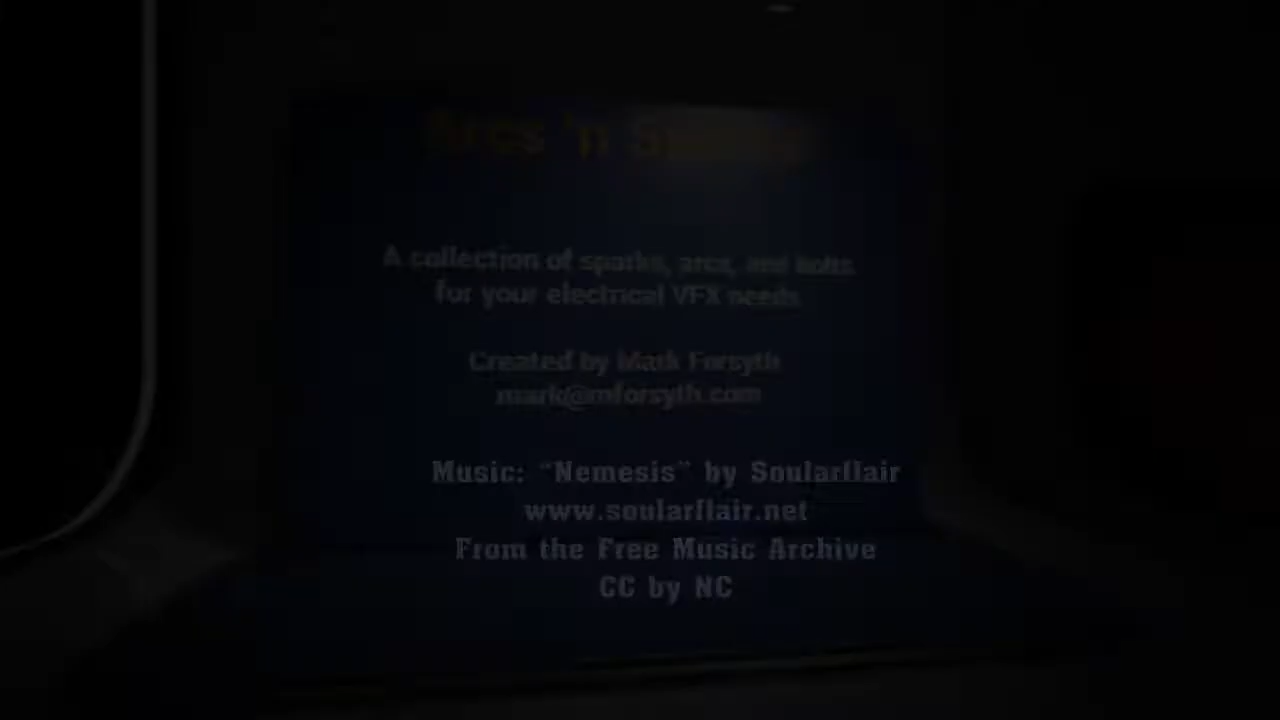 Arcs 'n
A collection of sparks, arcs, and bolts
for your electrical VFX needs
Created by Mark Forsyth
mark@mforsyth.com
Music: "Nemesis" by Soularflair
www.soularflair.net
From the Free Music Archive
CC by NC